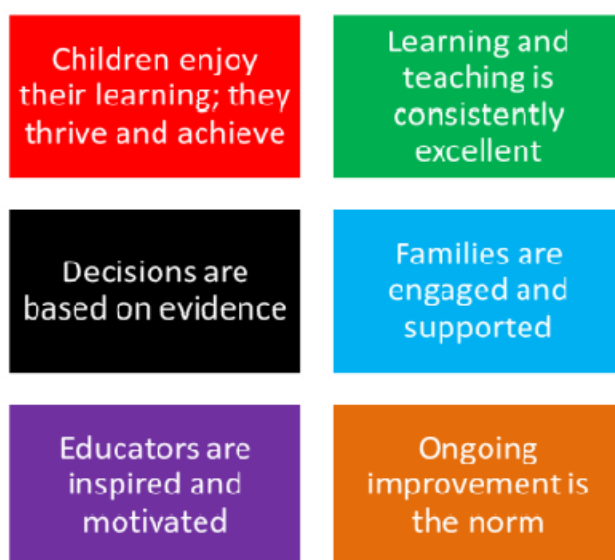 Children enjoy
their learning; they
thrive and achieve
Learning and
teaching is
consistently
excellent
Decisions are
based on evidence
Families are
engaged and
supported
Educators are
inspired and
motivated
Ongoing
improvement is
the norm